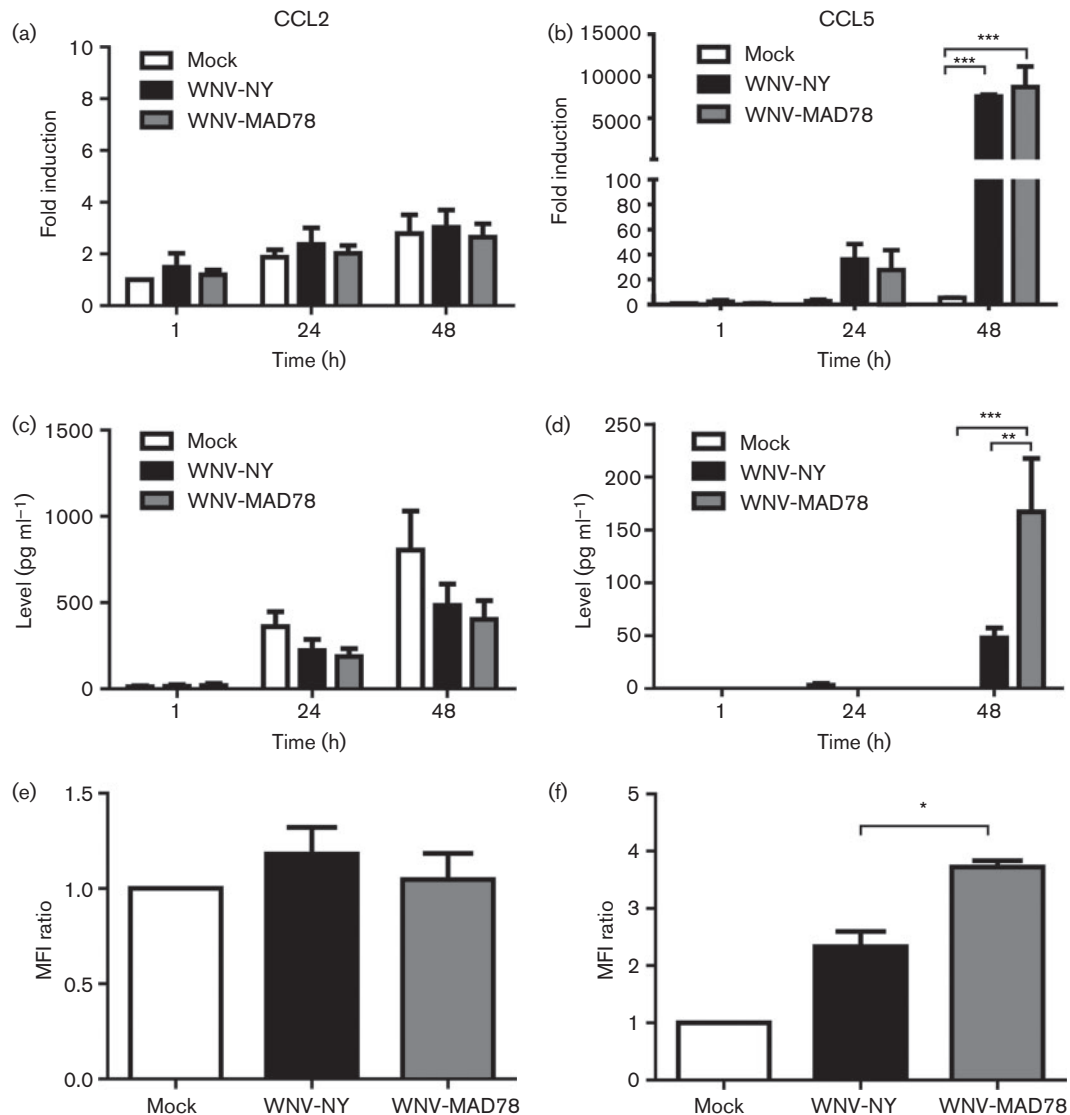 CCL2
CCL5
(a)
10
8
6
4
2
0
Fold induction
Mock
WNV-NY
WNV-MAD78
1
24
48
Time (h)
(b)
15000
10000
5000
100
80
60
40
20
0
Fold induction
Mock
WNV-NY
WNV-MAD78
***
***
1
24
48
Time (h)
(c)
1500
1000
500
0
Level (pg ml⁻¹)
Mock
WNV-NY
WNV-MAD78
1
24
48
Time (h)
(d)
250
200
150
100
50
0
Level (pg ml⁻¹)
Mock
WNV-NY
WNV-MAD78
***
**
1
24
48
Time (h)
(e)
1.5
1.0
0.5
0.0
MFI ratio
Mock
WNV-NY
WNV-MAD78
(f)
5
4
3
2
1
0
MFI ratio
*
Mock
WNV-NY
WNV-MAD78